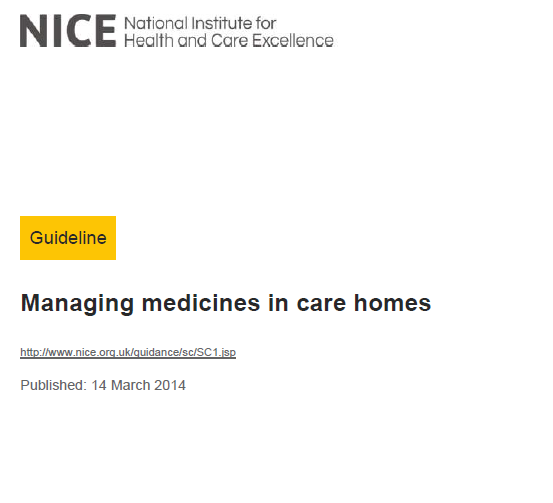 NICE National Institute for
Health and Care Excellence
Guideline
Managing medicines in care homes
http://www.nice.org.uk/guidance/sc/SC1.jsp
Published: 14 March 2014